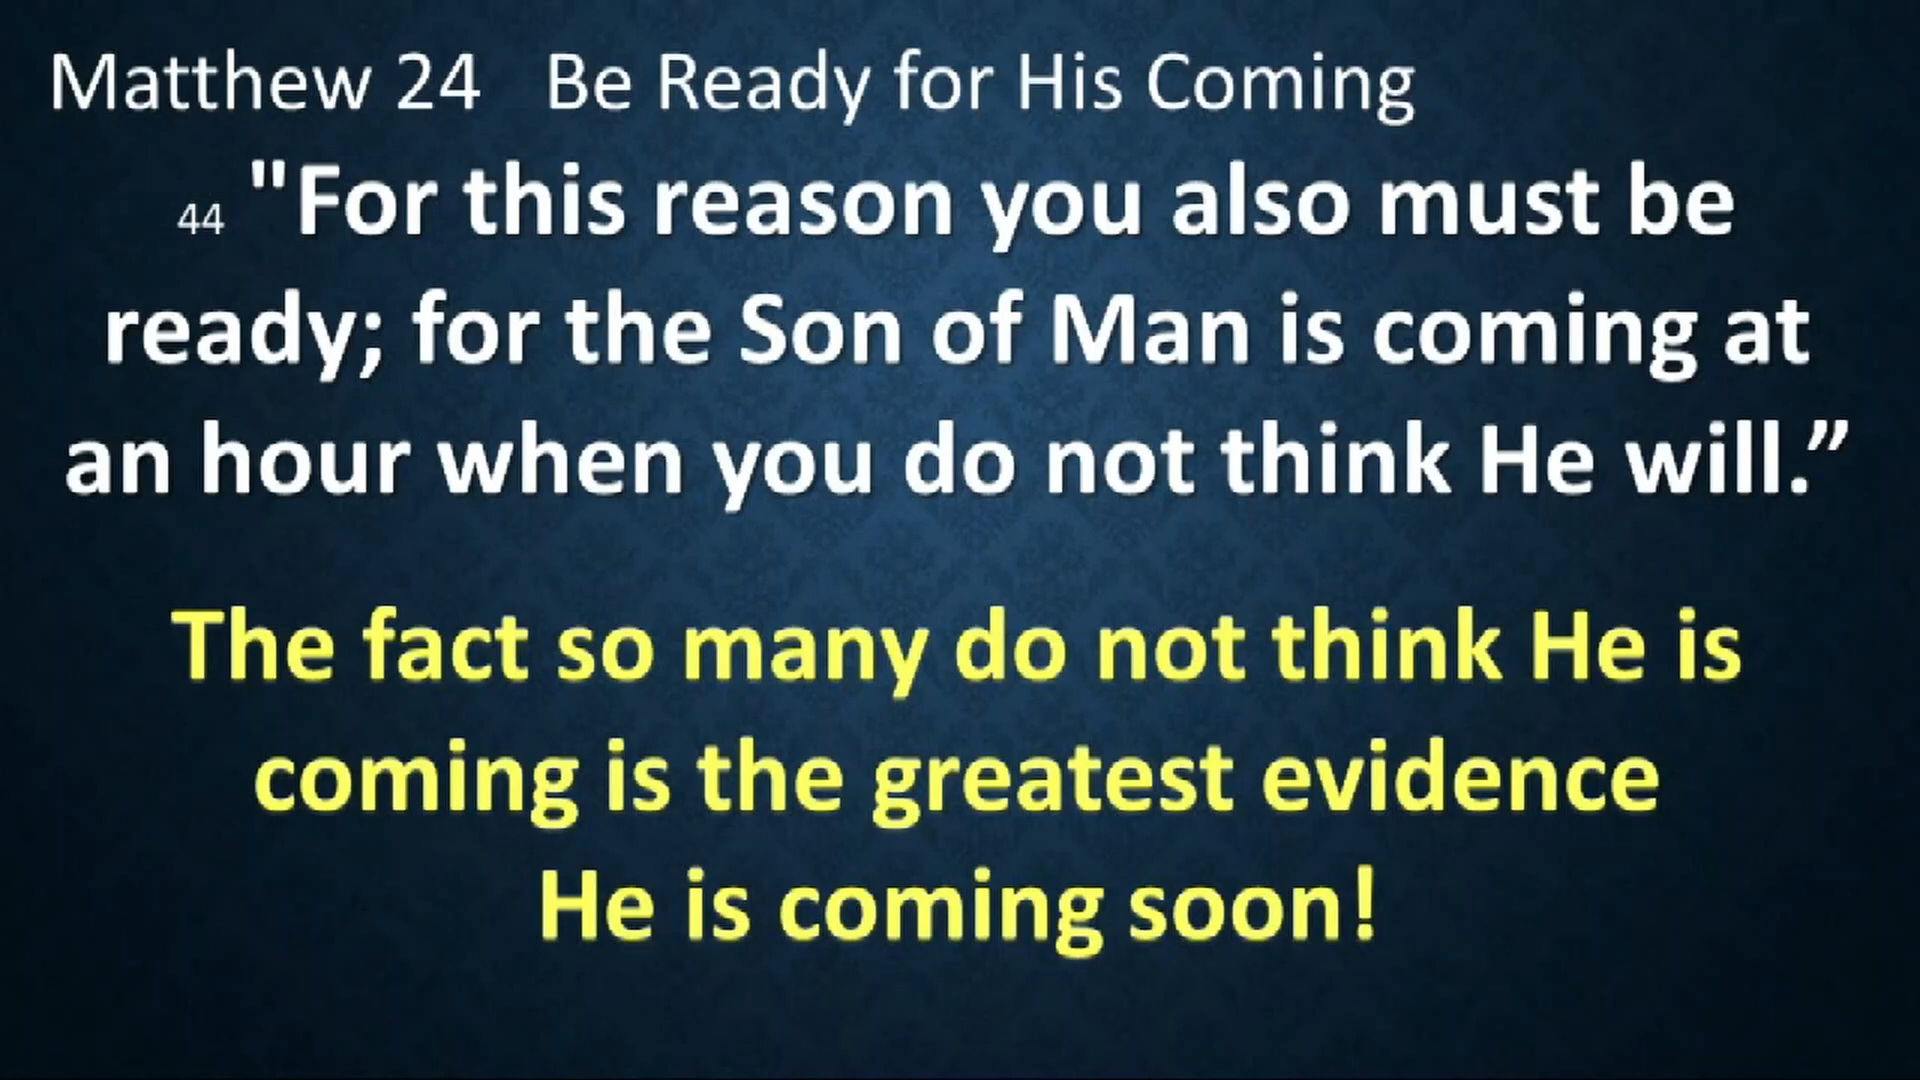 Matthew 24   Be Ready for His Coming
44 "For this reason you also must be
ready; for the Son of Man is coming at
an hour when you do not think He will.”
The fact so many do not think He is
coming is the greatest evidence
He is coming soon!